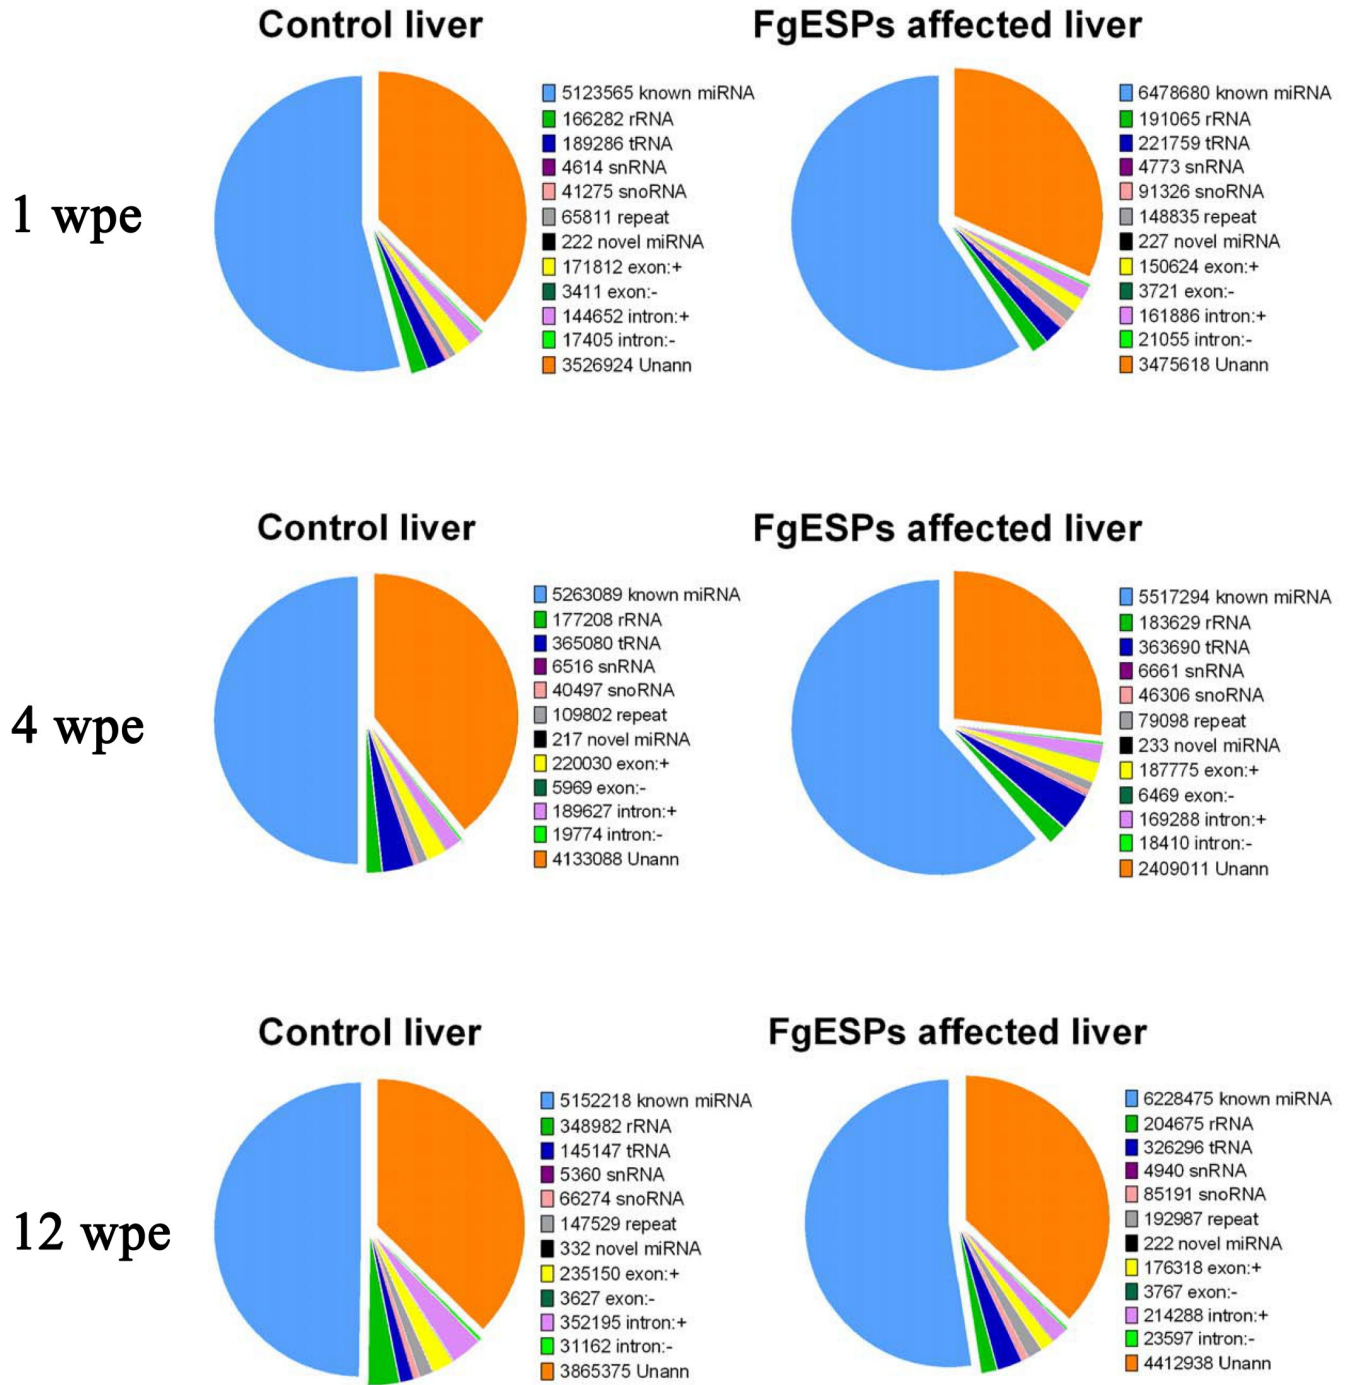 Control liver
FgESPs affected liver
1 wpe
5123565 known miRNA
166282 rRNA
189286 tRNA
4614 snRNA
41275 snoRNA
65811 repeat
222 novel miRNA
171812 exon:+
3411 exon:-
144652 intron:+
17405 intron:-
3526924 Unann
6478680 known miRNA
191065 rRNA
221759 tRNA
4773 snRNA
91326 snoRNA
148835 repeat
227 novel miRNA
150624 exon:+
3721 exon:-
161886 intron:+
21055 intron:-
3475618 Unann
Control liver
FgESPs affected liver
4 wpe
5263089 known miRNA
177208 rRNA
365080 tRNA
6516 snRNA
40497 snoRNA
109802 repeat
217 novel miRNA
220030 exon:+
5969 exon:-
189627 intron:+
19774 intron:-
4133088 Unann
5517294 known miRNA
183629 rRNA
363690 tRNA
6661 snRNA
46306 snoRNA
79098 repeat
233 novel miRNA
187775 exon:+
6469 exon:-
169288 intron:+
18410 intron:-
2409011 Unann
Control liver
FgESPs affected liver
12 wpe
5152218 known miRNA
348982 rRNA
145147 tRNA
5360 snRNA
66274 snoRNA
147529 repeat
332 novel miRNA
235150 exon:+
3627 exon:-
352195 intron:+
31162 intron:-
3865375 Unann
6228475 known miRNA
204675 rRNA
326296 tRNA
4940 snRNA
85191 snoRNA
192987 repeat
222 novel miRNA
176318 exon:+
3767 exon:-
214288 intron:+
23597 intron:-
4412938 Unann